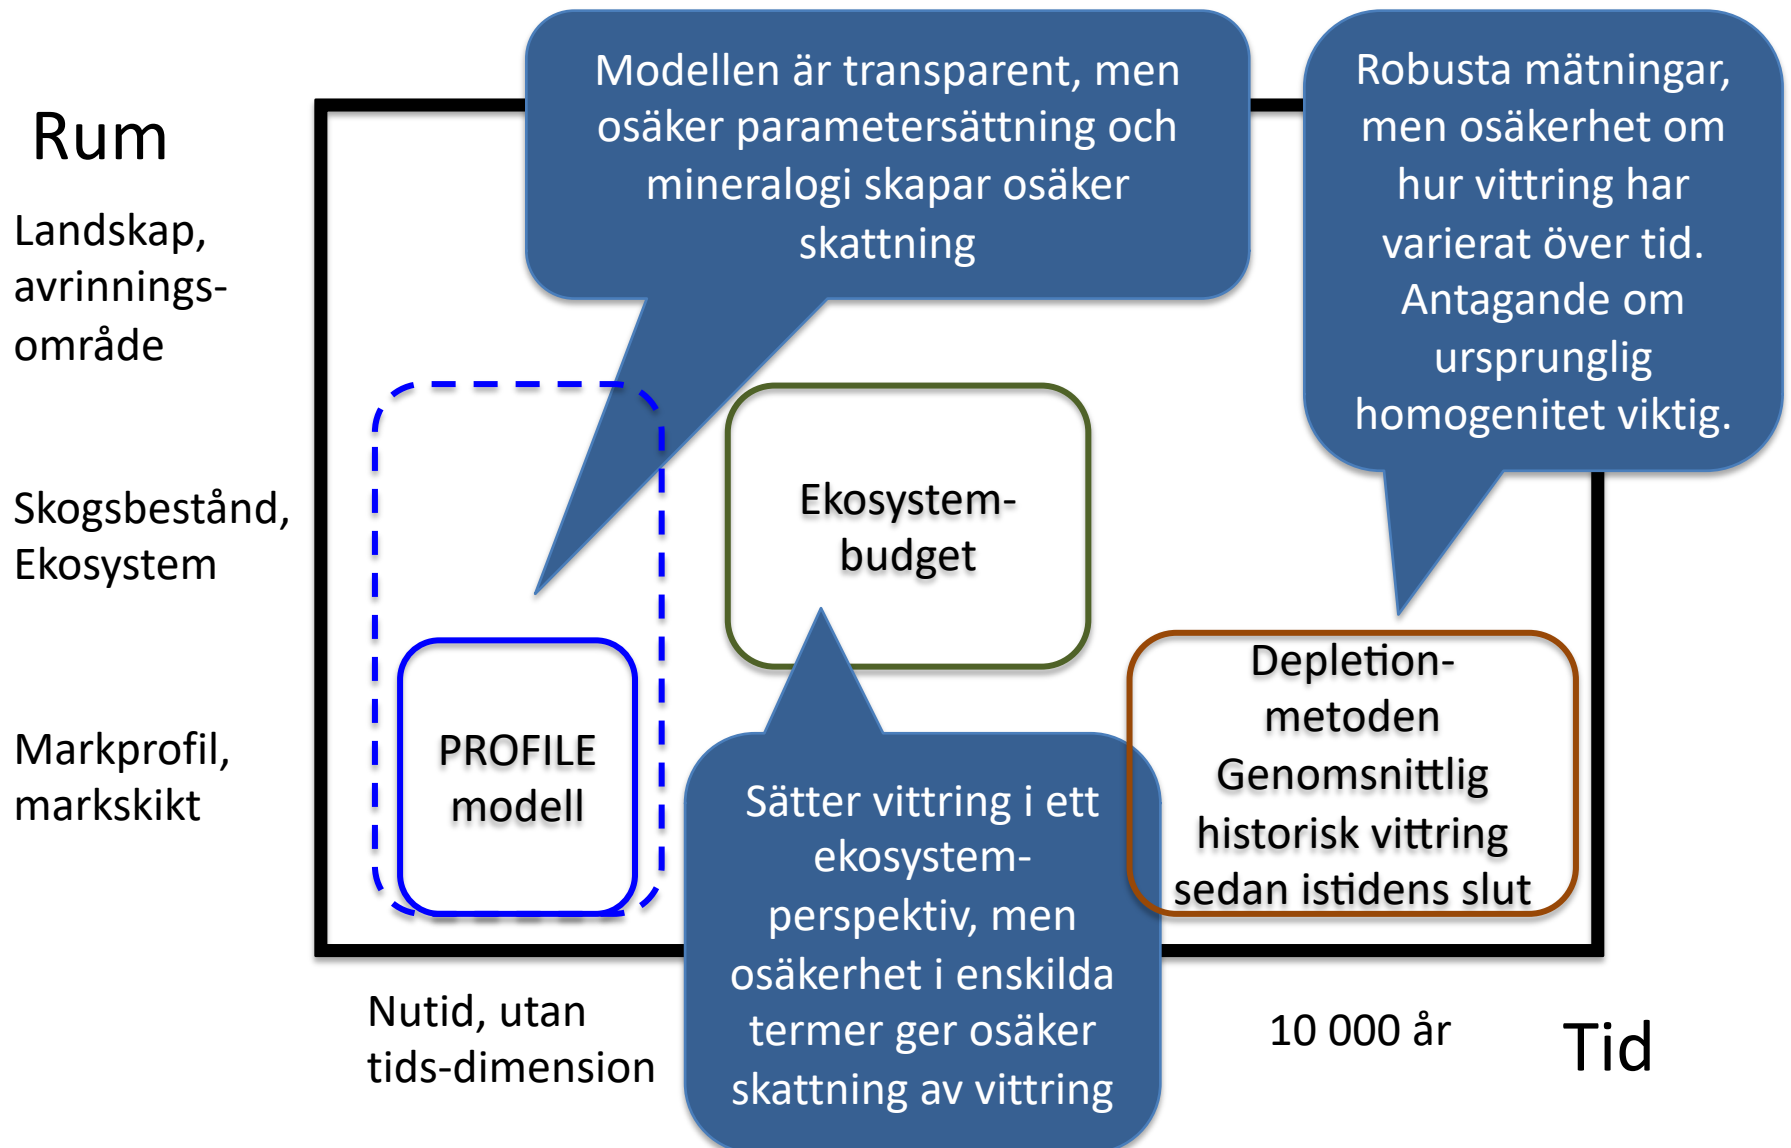 Rum
Landskap,
avrinnings-
område
Skogsbestånd,
Ekosystem
Markprofil,
markskikt
Modellen är transparent, men
osäker parametersättning och
mineralogi skapar osäker
skattning
Robusta mätningar,
men osäkerhet om
hur vittring har
varierat över tid.
Antagande om
ursprunglig
homogenitet viktig.
Ekosystem-
budget
PROFILE
modell
Sätter vittring i ett
ekosystem-
perspektiv, men
osäkerhet i enskilda
termer ger osäker
skattning av vittring
Depletion-
metoden
Genomsnittlig
historisk vittring
sedan istidens slut
Nutid, utan
tids-dimension
10 000 år
Tid